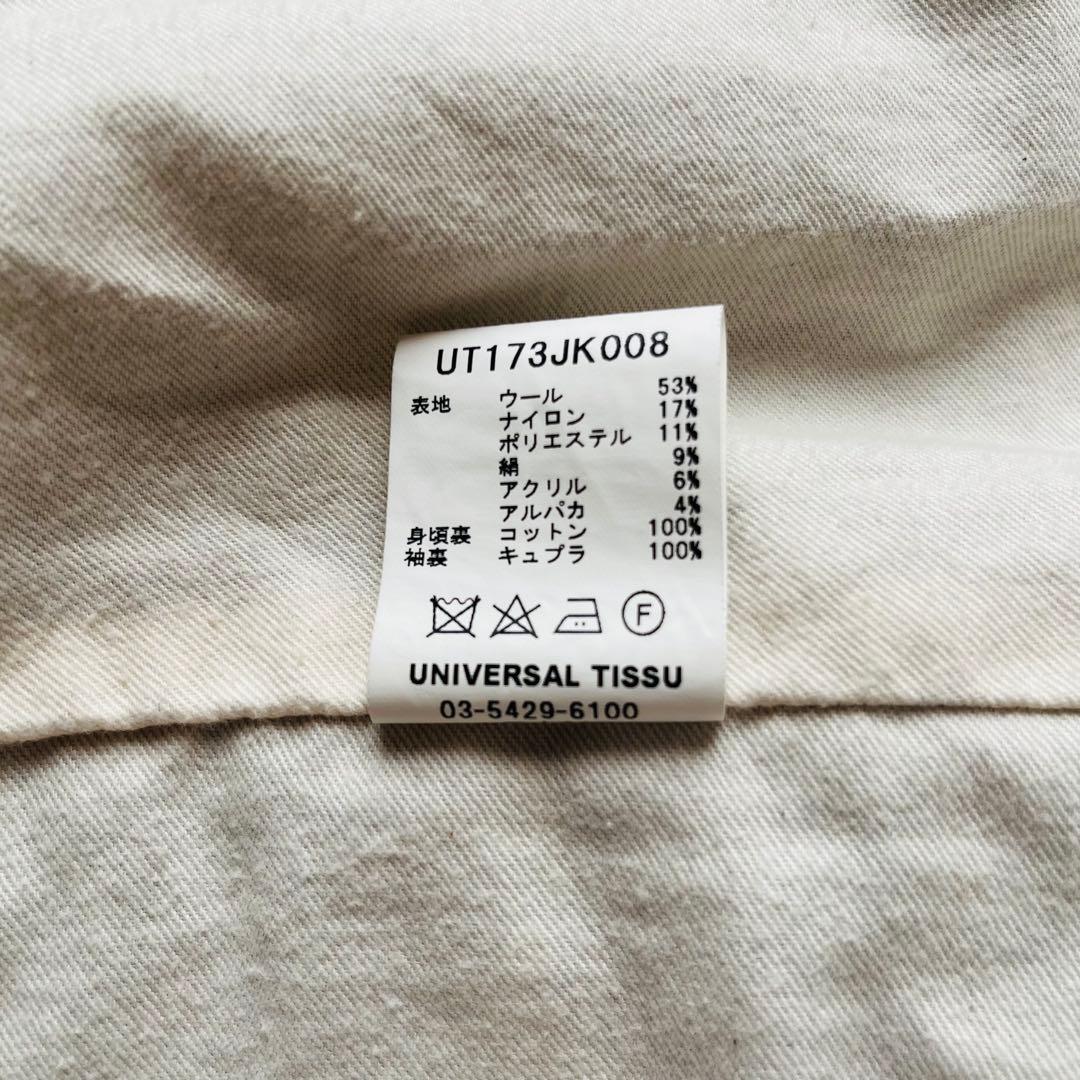 UT173JK008
表地 ウール 53%
ナイロン 17%
ポリエステル 11%
絹 9%
アクリル 6%
アルパカ 4%
身頃裏 コットン 100%
袖裏 キュプラ 100%
F
UNIVERSAL TISSU
03-5429-6100